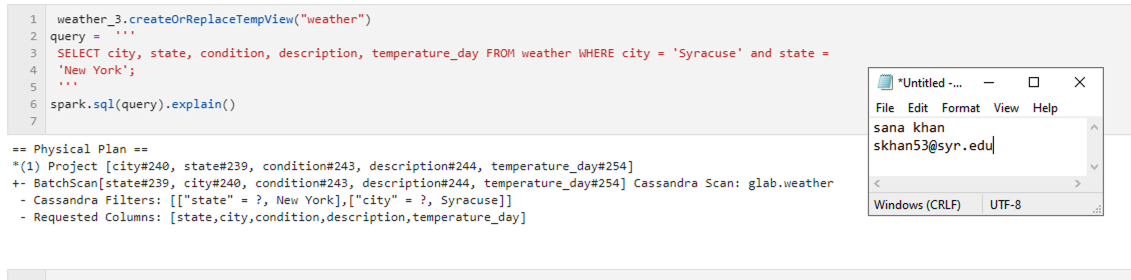 1 weather_3.createOrReplaceTempView("weather")
2 query = '''
3 SELECT city, state, condition, description, temperature_day FROM weather WHERE city = 'Syracuse' and state =
4 'New York';
5 '''
6 spark.sql(query).explain()
7
== Physical Plan ==
*(1) Project [city#240, state#239, condition#243, description#244, temperature_day#254]
+- BatchScan[state#239, city#240, condition#243, description#244, temperature_day#254] Cassandra Scan: glab.weather
- Cassandra Filters: [["state" = ?, New York],["city" = ?, Syracuse]]
- Requested Columns: [state,city,condition,description,temperature_day]
*Untitled -...
File Edit Format View Help
sana khan
skhan53@syr.edu
Windows (CRLF) UTF-8